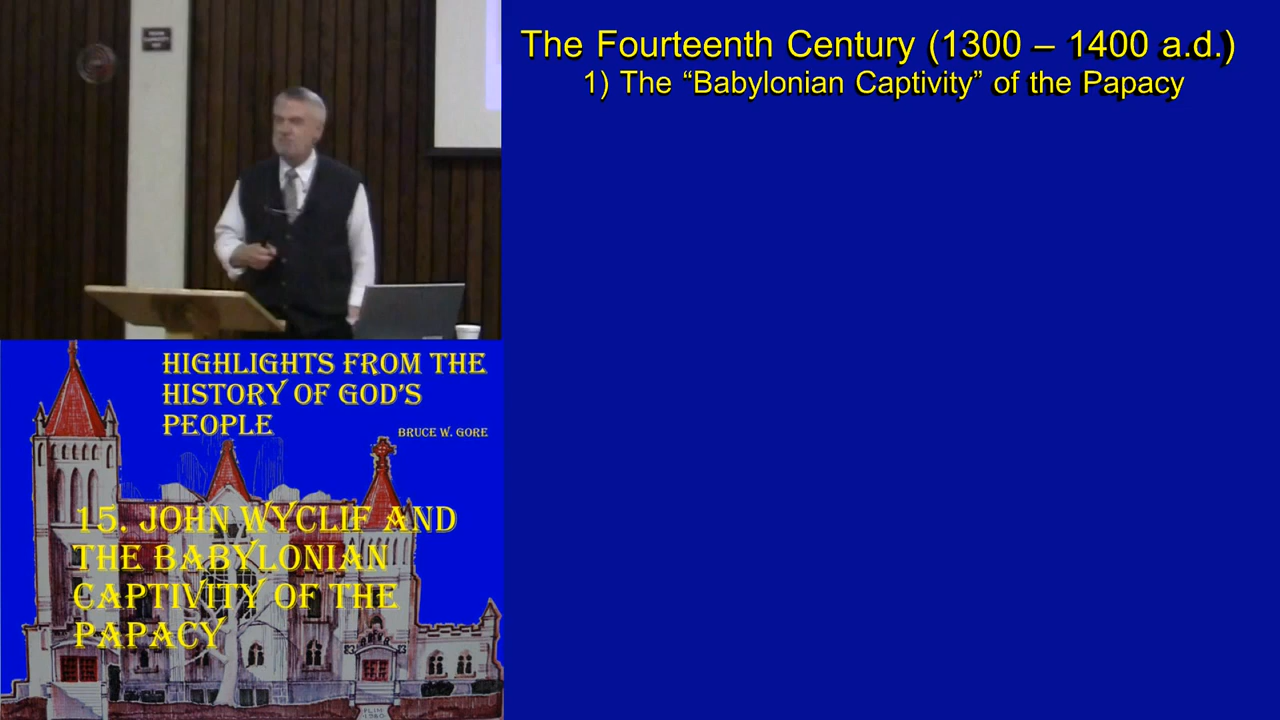 The Fourteenth Century (1300 – 1400 a.d.)
1) The “Babylonian Captivity” of the Papacy
HIGHLIGHTS FROM THE
HISTORY OF GOD'S
PEOPLE
BRUCE W. GORE
15. JOHN WYCLIF AND
THE BABYLONIAN
CAPTIVITY OF THE
PAPACY